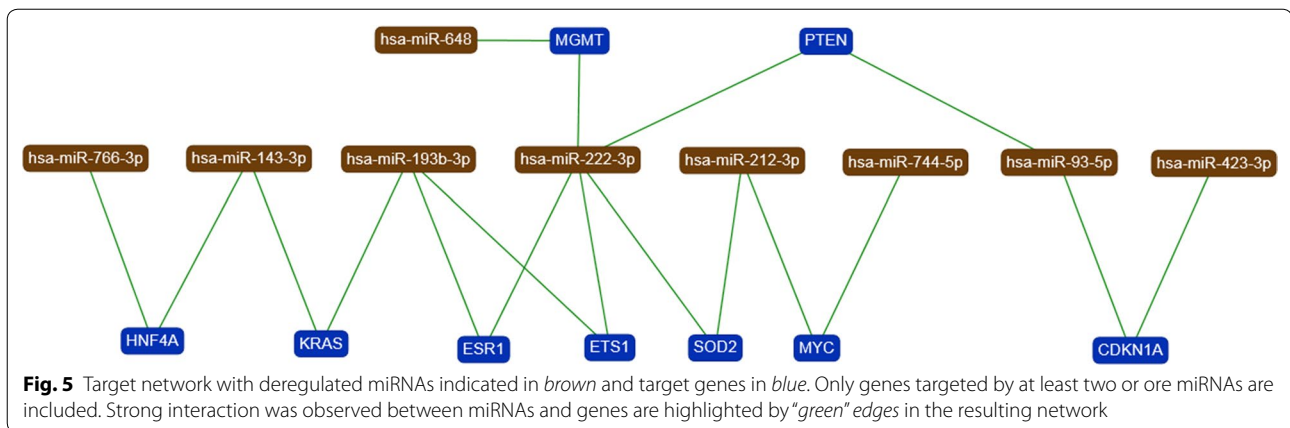 hsa-miR-648
MGMT
PTEN
hsa-miR-766-3p
hsa-miR-143-3p
hsa-miR-193b-3p
hsa-miR-222-3p
hsa-miR-212-3p
hsa-miR-744-5p
hsa-miR-93-5p
hsa-miR-423-3p
HNF4A
KRAS
ESR1
ETS1
SOD2
MYC
CDKN1A
Fig. 5 Target network with deregulated miRNAs indicated in brown and target genes in blue. Only genes targeted by at least two or ore miRNAs are
included. Strong interaction was observed between miRNAs and genes are highlighted by “green” edges in the resulting network